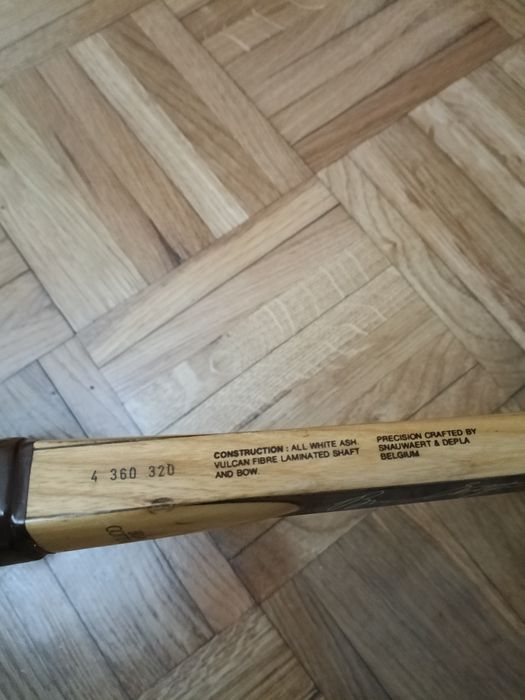 4 360 320
CONSTRUCTION : ALL WHITE ASH
VULCAN FIBRE LAMINATED SHAFT
AND BOW.
PRECISION CRAFTED BY
SNAUWAERT & DEPLA
BELGIUM